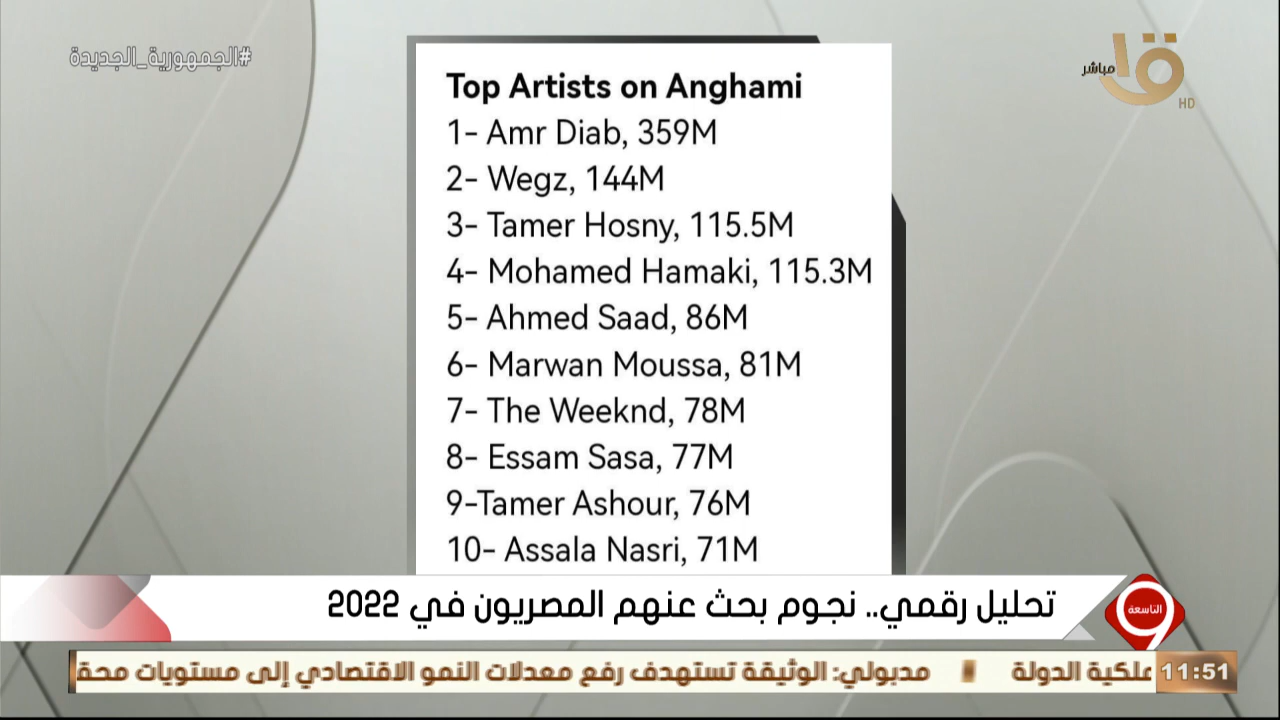 #الجمهورية_الجديدة
مباشر
HD
Top Artists on Anghami
1- Amr Diab, 359M
2- Wegz, 144M
3- Tamer Hosny, 115.5M
4- Mohamed Hamaki, 115.3M
5- Ahmed Saad, 86M
6- Marwan Moussa, 81M
7- The Weeknd, 78M
8- Essam Sasa, 77M
9-Tamer Ashour, 76M
10- Assala Nasri, 71M
التاسعة
9
تحليل رقمي.. نجوم بحث عنهم المصريون في 2022
11:51
ملكية الدولة مدبولي: الوثيقة تستهدف رفع معدلات النمو الاقتصادي إلى مستويات